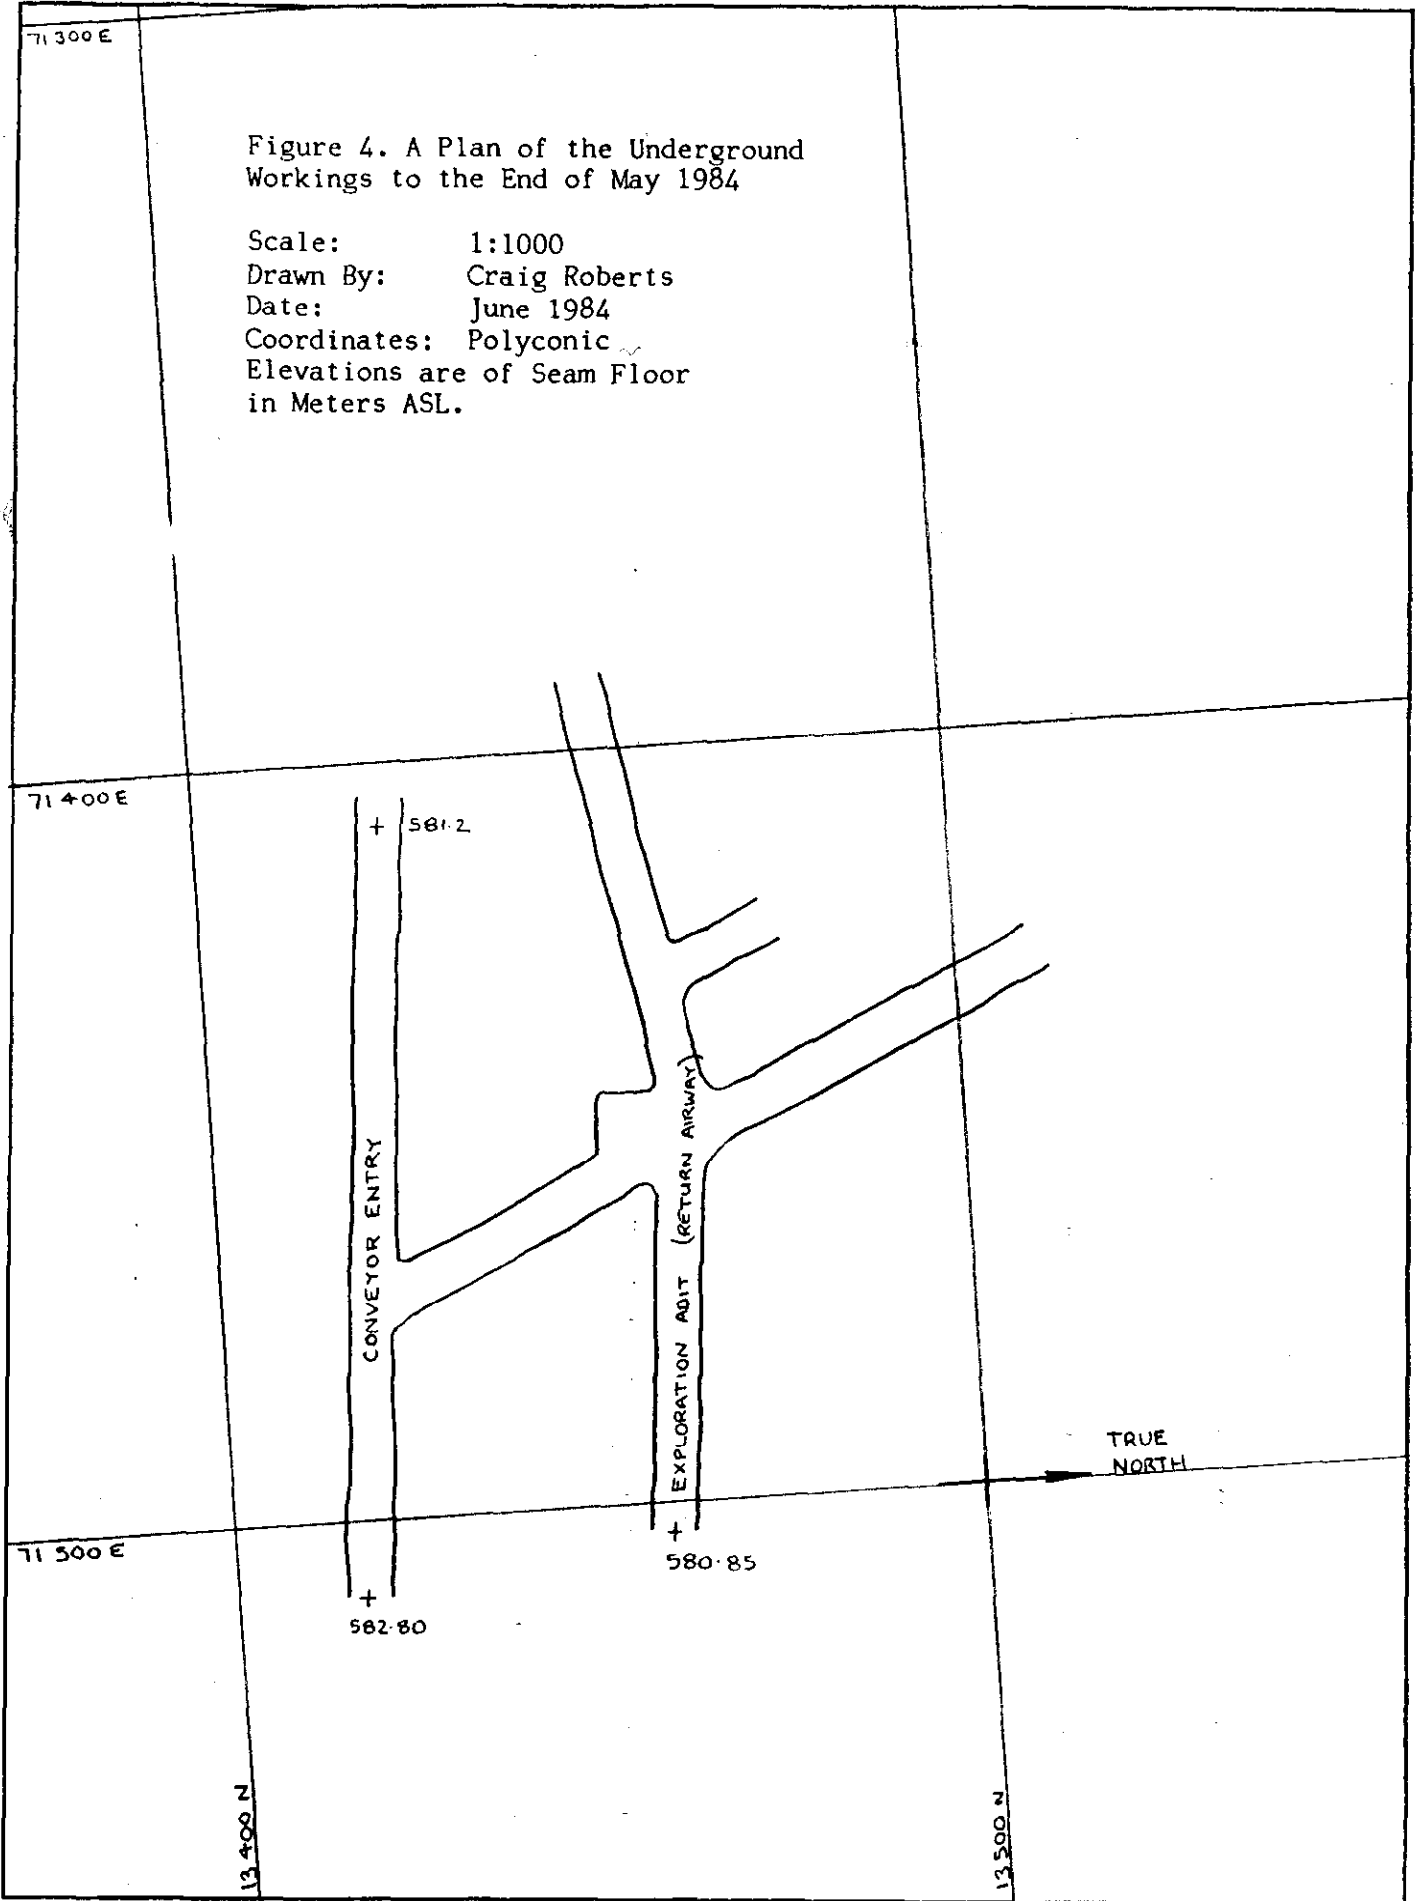 71 300 E
Figure 4. A Plan of the Underground
Workings to the End of May 1984
Scale: 1:1000
Drawn By: Craig Roberts
Date: June 1984
Coordinates: Polyconic
Elevations are of Seam Floor
in Meters ASL.
71 400 E
581.2
CONVEYOR ENTRY
EXPLORATION ADIT (RETURN AIRWAY)
TRUE
NORTH
71 500 E
580.85
582.80
13 400 N
13 500 N